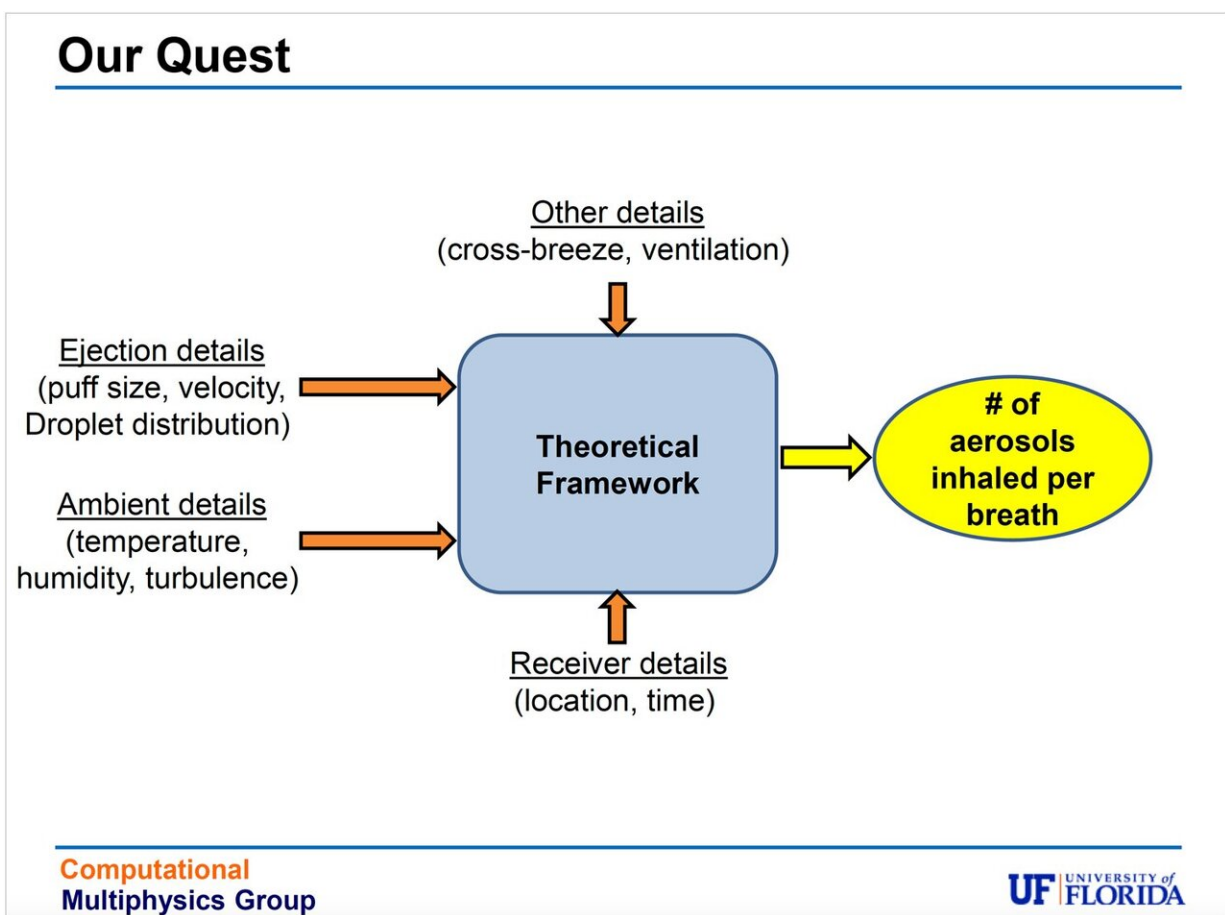 Our Quest
Other details
(cross-breeze, ventilation)
Ejection details
(puff size, velocity,
Droplet distribution)
Ambient details
(temperature,
humidity, turbulence)
Theoretical
Framework
# of
aerosols
inhaled per
breath
Receiver details
(location, time)
Computational
Multiphysics Group
UF UNIVERSITY of
FLORIDA